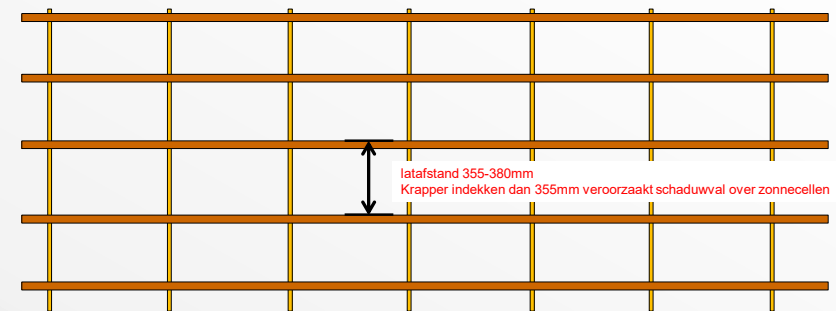 latafstand 355-380mm
Krapper indekken dan 355mm veroorzaakt schaduwval over zonnecellen